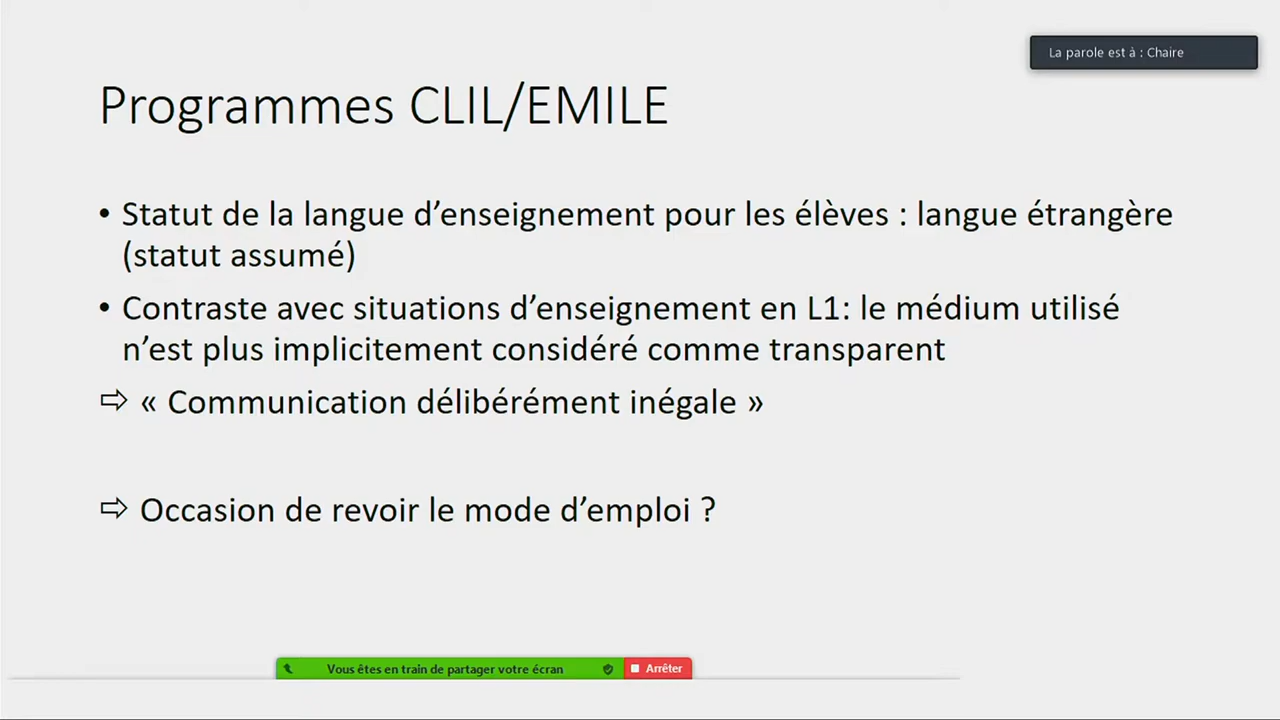 La parole est à : Chaire
Programmes CLIL/EMILE
• Statut de la langue d’enseignement pour les élèves : langue étrangère
(statut assumé)
• Contraste avec situations d’enseignement en L1: le médium utilisé
n’est plus implicitement considéré comme transparent
⇨ « Communication délibérément inégale »
⇨ Occasion de revoir le mode d’emploi ?
Vous êtes en train de partager votre écran Arrêter